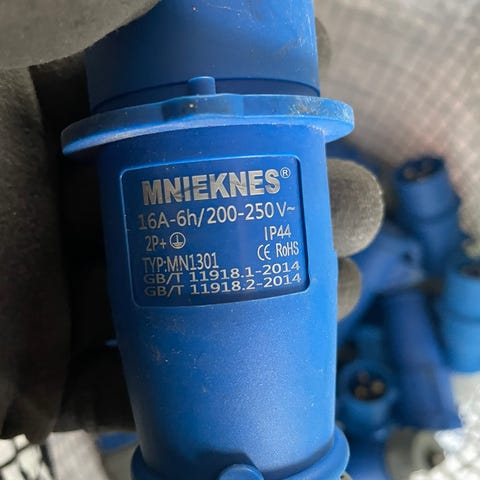 MNIEKNES®
16A-6h/200-250V~
2P+⏚ IP44
CE RoHS
TYP:MN1301
GB/T 11918.1-2014
GB/T 11918.2-2014